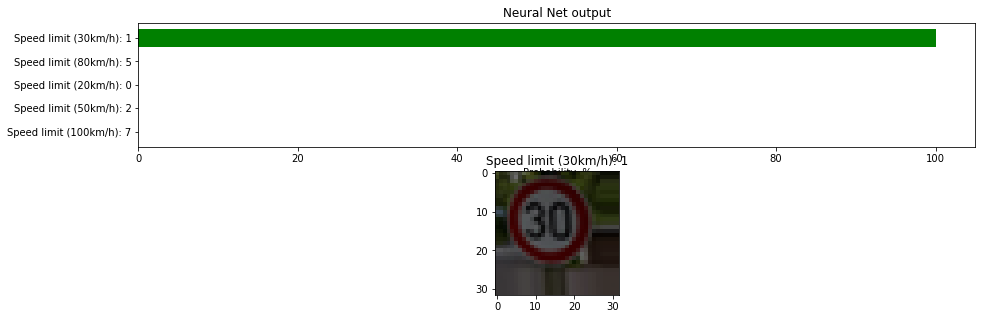 Neural Net output
Speed limit (30km/h): 1
Speed limit (80km/h): 5
Speed limit (20km/h): 0
Speed limit (50km/h): 2
Speed limit (100km/h): 7
0 20 40 60 80 100
Probability, %
Speed limit (30km/h): 1
0
10
20
30
30
0 10 20 30